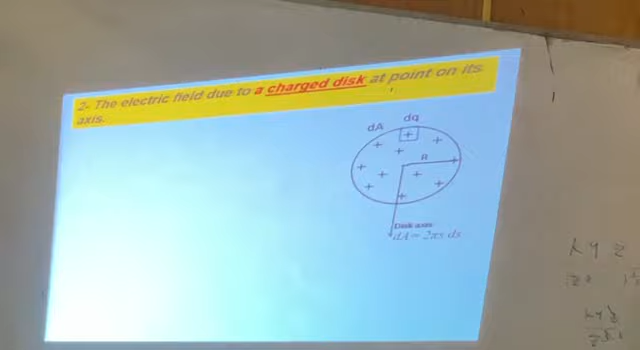 2- The electric field due to a charged disk at point on its
axis.
dA dq
R
Disk axis
dA = 2πs ds